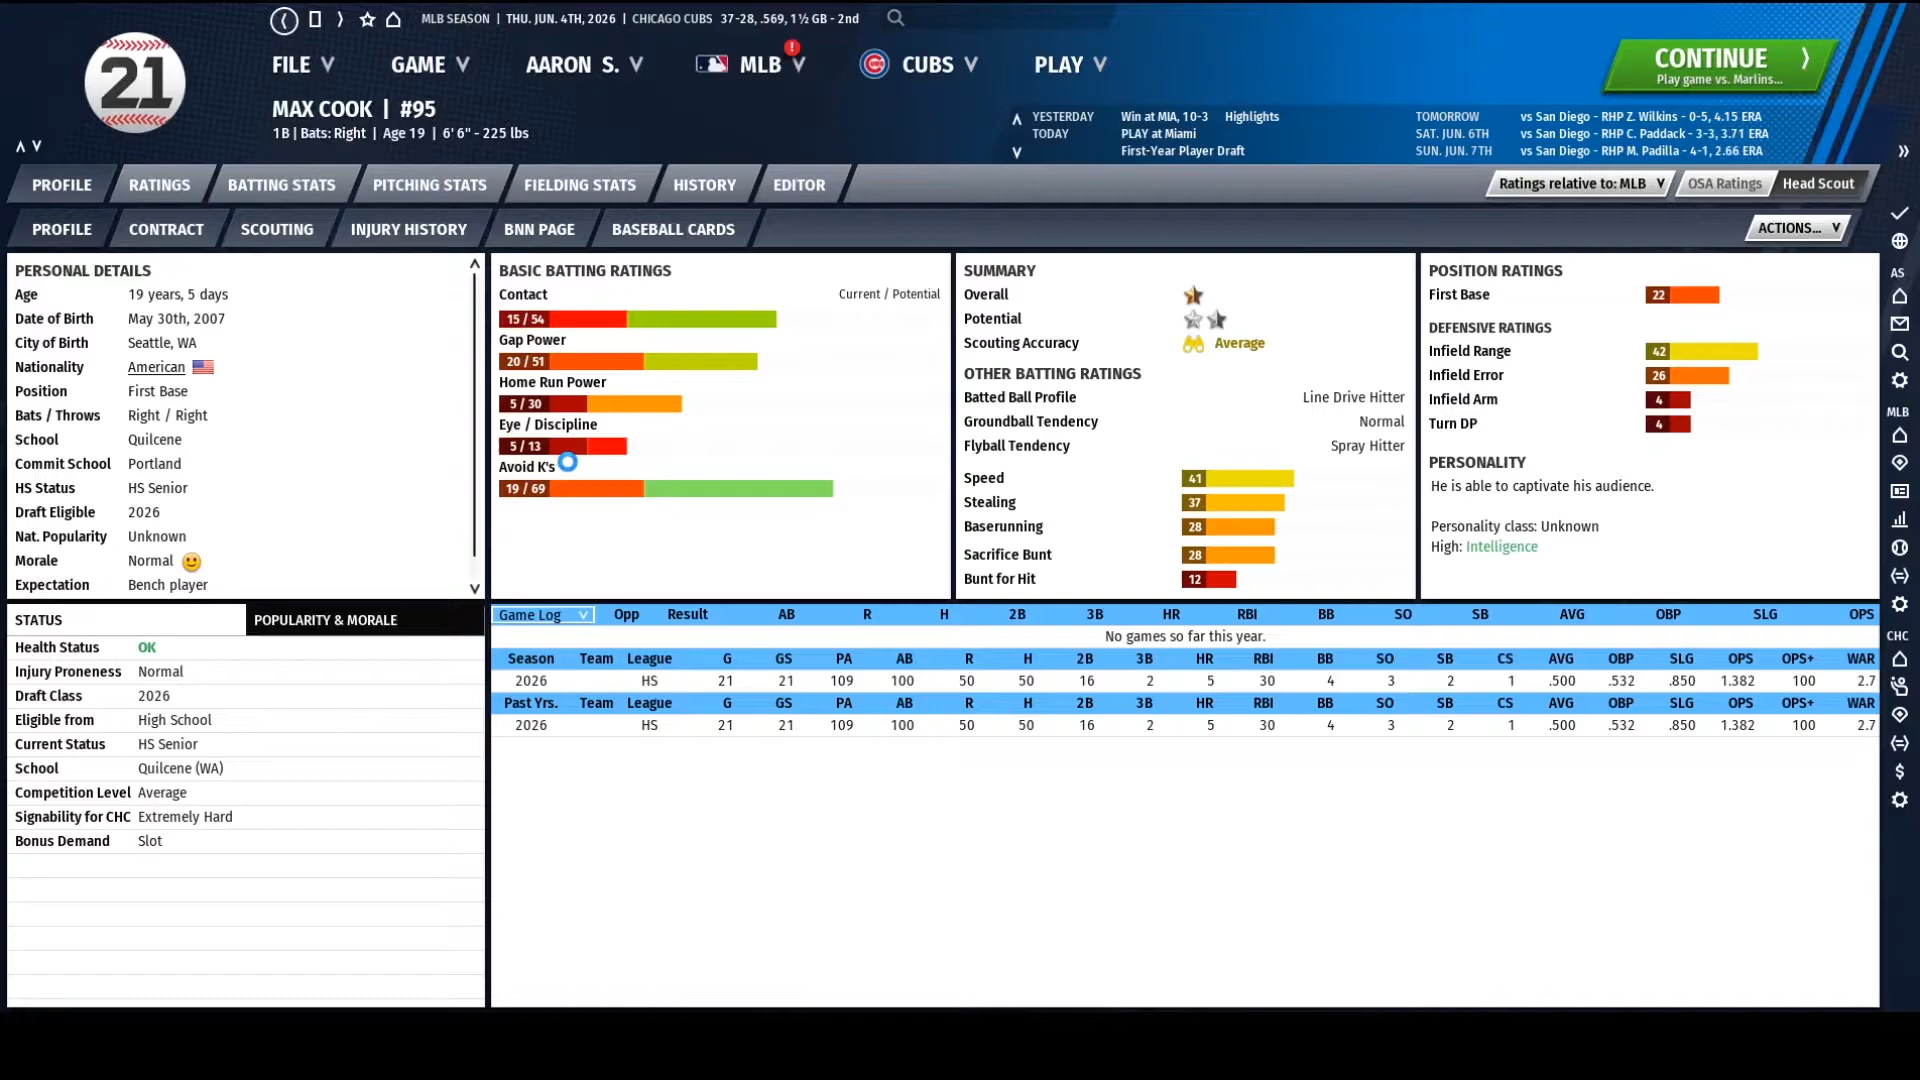 MLB SEASON | THU. JUN. 4TH, 2026 | CHICAGO CUBS 37-28, .569, 1 ½ GB - 2nd
21
FILE GAME AARON S. MLB CUBS PLAY
CONTINUE
Play game vs. Marlins...
MAX COOK | #95
1B | Bats: Right | Age 19 | 6' 6" - 225 lbs
YESTERDAY Win at MIA, 10-3 Highlights TOMORROW vs San Diego - RHP Z. Wilkins - 0-5, 4.15 ERA
TODAY PLAY at Miami SAT. JUN. 6TH vs San Diego - RHP C. Paddack - 3-3, 3.71 ERA
First-Year Player Draft SUN. JUN. 7TH vs San Diego - RHP M. Padilla - 4-1, 2.66 ERA
PROFILE RATINGS BATTING STATS PITCHING STATS FIELDING STATS HISTORY EDITOR Ratings relative to: MLB OSA Ratings Head Scout
PROFILE CONTRACT SCOUTING INJURY HISTORY BNN PAGE BASEBALL CARDS ACTIONS...
PERSONAL DETAILS
Age 19 years, 5 days
Date of Birth May 30th, 2007
City of Birth Seattle, WA
Nationality American
Position First Base
Bats / Throws Right / Right
School Quilcene
Commit School Portland
HS Status HS Senior
Draft Eligible 2026
Nat. Popularity Unknown
Morale Normal
Expectation Bench player
BASIC BATTING RATINGS
Contact Current / Potential
15 / 54
Gap Power
20 / 51
Home Run Power
5 / 30
Eye / Discipline
5 / 13
Avoid K's
19 / 69
SUMMARY
Overall
Potential
Scouting Accuracy Average
OTHER BATTING RATINGS
Batted Ball Profile Line Drive Hitter
Groundball Tendency Normal
Flyball Tendency Spray Hitter
Speed 41
Stealing 37
Baserunning 28
Sacrifice Bunt 28
Bunt for Hit 12
POSITION RATINGS
First Base 22
DEFENSIVE RATINGS
Infield Range 42
Infield Error 26
Infield Arm 4
Turn DP 4
PERSONALITY
He is able to captivate his audience.
Personality class: Unknown
High: Intelligence
STATUS POPULARITY & MORALE
Health Status OK
Injury Proneness Normal
Draft Class 2026
Eligible from High School
Current Status HS Senior
School Quilcene (WA)
Competition Level Average
Signability for CHC Extremely Hard
Bonus Demand Slot
Game Log Opp Result AB R H 2B 3B HR RBI BB SO SB AVG OBP SLG OPS
No games so far this year.
Season Team League G GS PA AB R H 2B 3B HR RBI BB SO SB CS AVG OBP SLG OPS OPS+ WAR
2026 HS 21 21 109 100 50 50 16 2 5 30 4 3 2 1 .500 .532 .850 1.382 100 2.7
Past Yrs. Team League G GS PA AB R H 2B 3B HR RBI BB SO SB CS AVG OBP SLG OPS OPS+ WAR
2026 HS 21 21 109 100 50 50 16 2 5 30 4 3 2 1 .500 .532 .850 1.382 100 2.7
AS
MLB
CHC
$